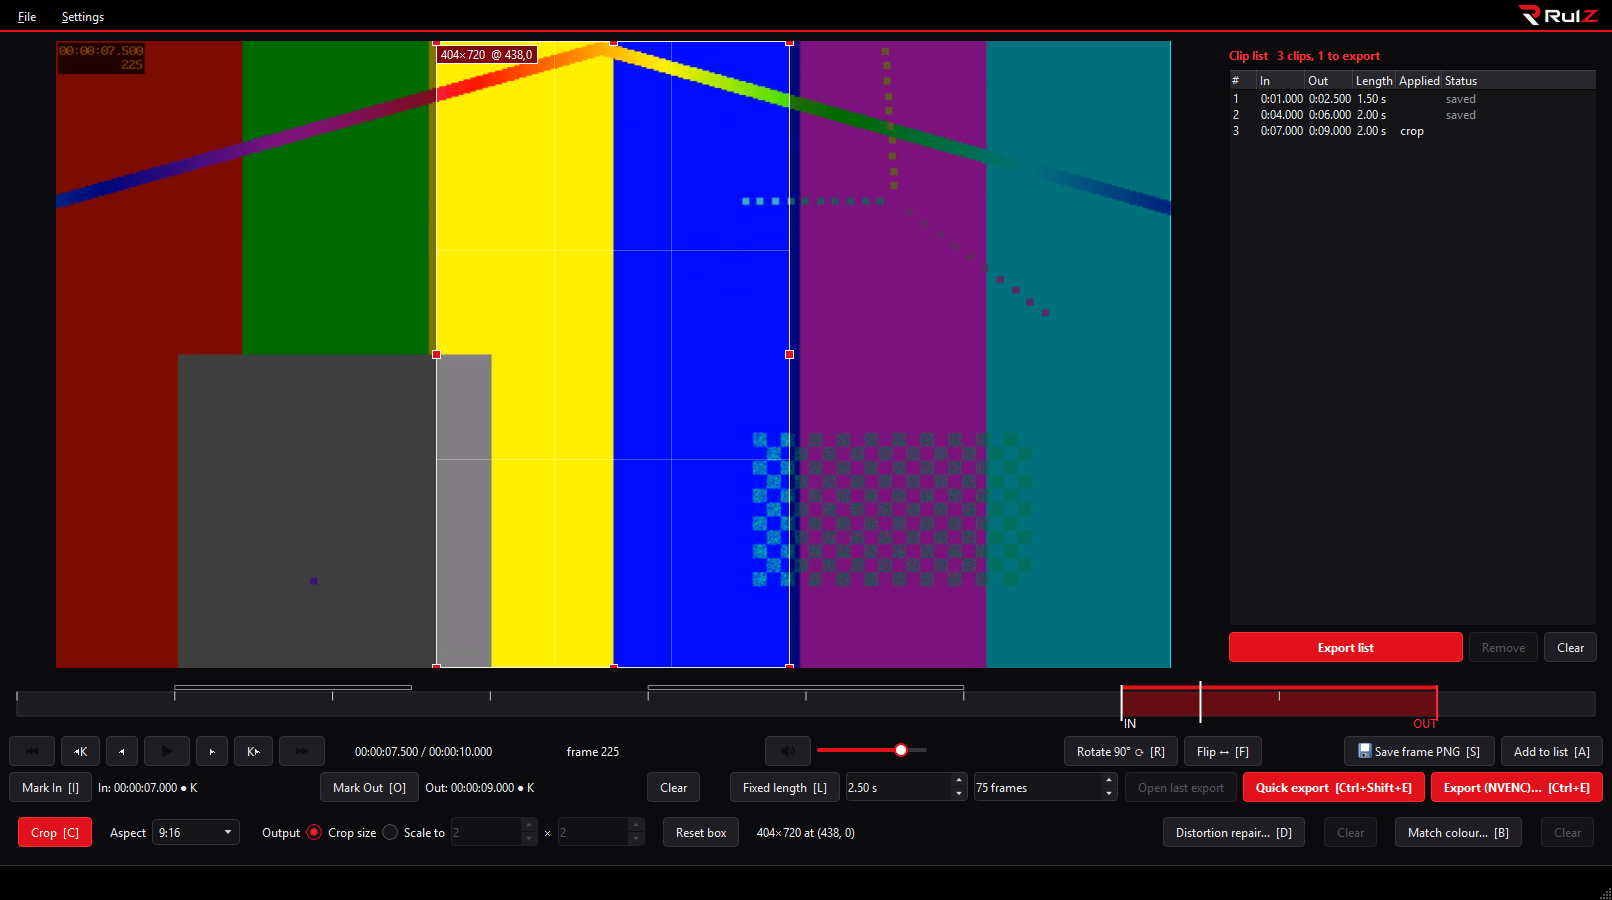 File Settings
RulZ
00:00:07.500
225
404×720 @ 438,0
Clip list 3 clips, 1 to export
# In Out Length Applied Status
1 0:01.000 0:02.500 1.50 s saved
2 0:04.000 0:06.000 2.00 s saved
3 0:07.000 0:09.000 2.00 s crop
Export list Remove Clear
IN OUT
K K 00:00:07.500 / 00:00:10.000 frame 225 Rotate 90° ⟳ [R] Flip ↔ [F] Save frame PNG [S] Add to list [A]
Mark In [I] In: 00:00:07.000 ● K Mark Out [O] Out: 00:00:09.000 ● K Clear Fixed length [L] 2.50 s 75 frames Open last export Quick export [Ctrl+Shift+E] Export (NVENC)... [Ctrl+E]
Crop [C] Aspect 9:16 Output Crop size Scale to 2 × 2 Reset box 404×720 at (438, 0) Distortion repair... [D] Clear Match colour... [B] Clear